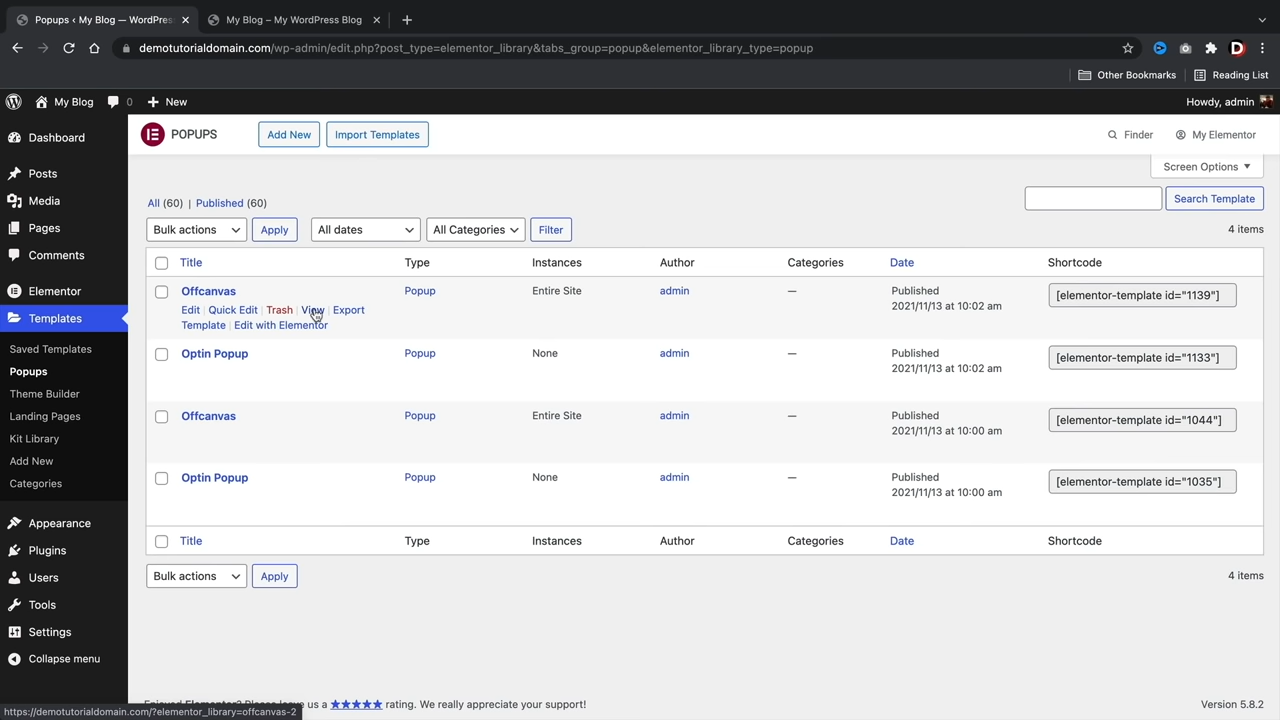 Popups ‹ My Blog — WordPress
My Blog – My WordPress Blog
demotutorialdomain.com/wp-admin/edit.php?post_type=elementor_library&tabs_group=popup&elementor_library_type=popup
D
Other Bookmarks
Reading List
My Blog
0
New
Howdy, admin
Dashboard
Posts
Media
Pages
Comments
Elementor
Templates
Saved Templates
Popups
Theme Builder
Landing Pages
Kit Library
Add New
Categories
Appearance
Plugins
Users
Tools
Settings
Collapse menu
POPUPS
Add New
Import Templates
Finder
My Elementor
Screen Options
All (60) | Published (60)
Search Template
Bulk actions
Apply
All dates
All Categories
Filter
4 items
Title Type Instances Author Categories Date Shortcode
Offcanvas Popup Entire Site admin — Published [elementor-template id="1139"]
2021/11/13 at 10:02 am
Edit | Quick Edit | Trash | View | Export
Template | Edit with Elementor
Optin Popup Popup None admin — Published [elementor-template id="1133"]
2021/11/13 at 10:02 am
Offcanvas Popup Entire Site admin — Published [elementor-template id="1044"]
2021/11/13 at 10:00 am
Optin Popup Popup None admin — Published [elementor-template id="1035"]
2021/11/13 at 10:00 am
Title Type Instances Author Categories Date Shortcode
Bulk actions
Apply
4 items
Enjoyed Elementor? Please leave us a ★★★★★ rating. We really appreciate your support!
Version 5.8.2
https://demotutorialdomain.com/?elementor_library=offcanvas-2